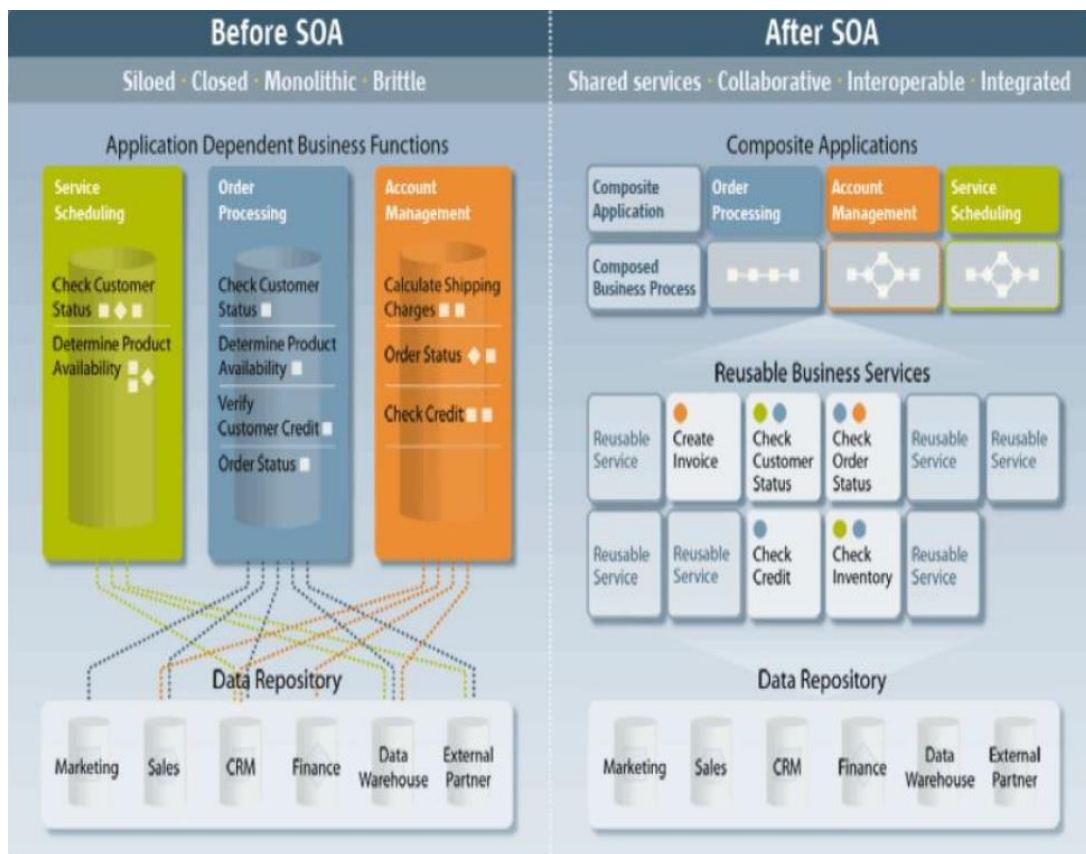 Before SOA
Siloed · Closed · Monolithic · Brittle
Application Dependent Business Functions
Service
Scheduling
Check Customer
Status
Determine Product
Availability
Order
Processing
Check Customer
Status
Determine Product
Availability
Verify
Customer Credit
Order Status
Account
Management
Calculate Shipping
Charges
Order Status
Check Credit
Data Repository
Marketing
Sales
CRM
Finance
Data
Warehouse
External
Partner
After SOA
Shared services · Collaborative · Interoperable · Integrated
Composite Applications
Composite
Application
Order
Processing
Account
Management
Service
Scheduling
Composed
Business Process
Reusable Business Services
Reusable
Service
Create
Invoice
Check
Customer
Status
Check
Order
Status
Reusable
Service
Reusable
Service
Reusable
Service
Reusable
Service
Check
Credit
Check
Inventory
Reusable
Service
Data Repository
Marketing
Sales
CRM
Finance
Data
Warehouse
External
Partner